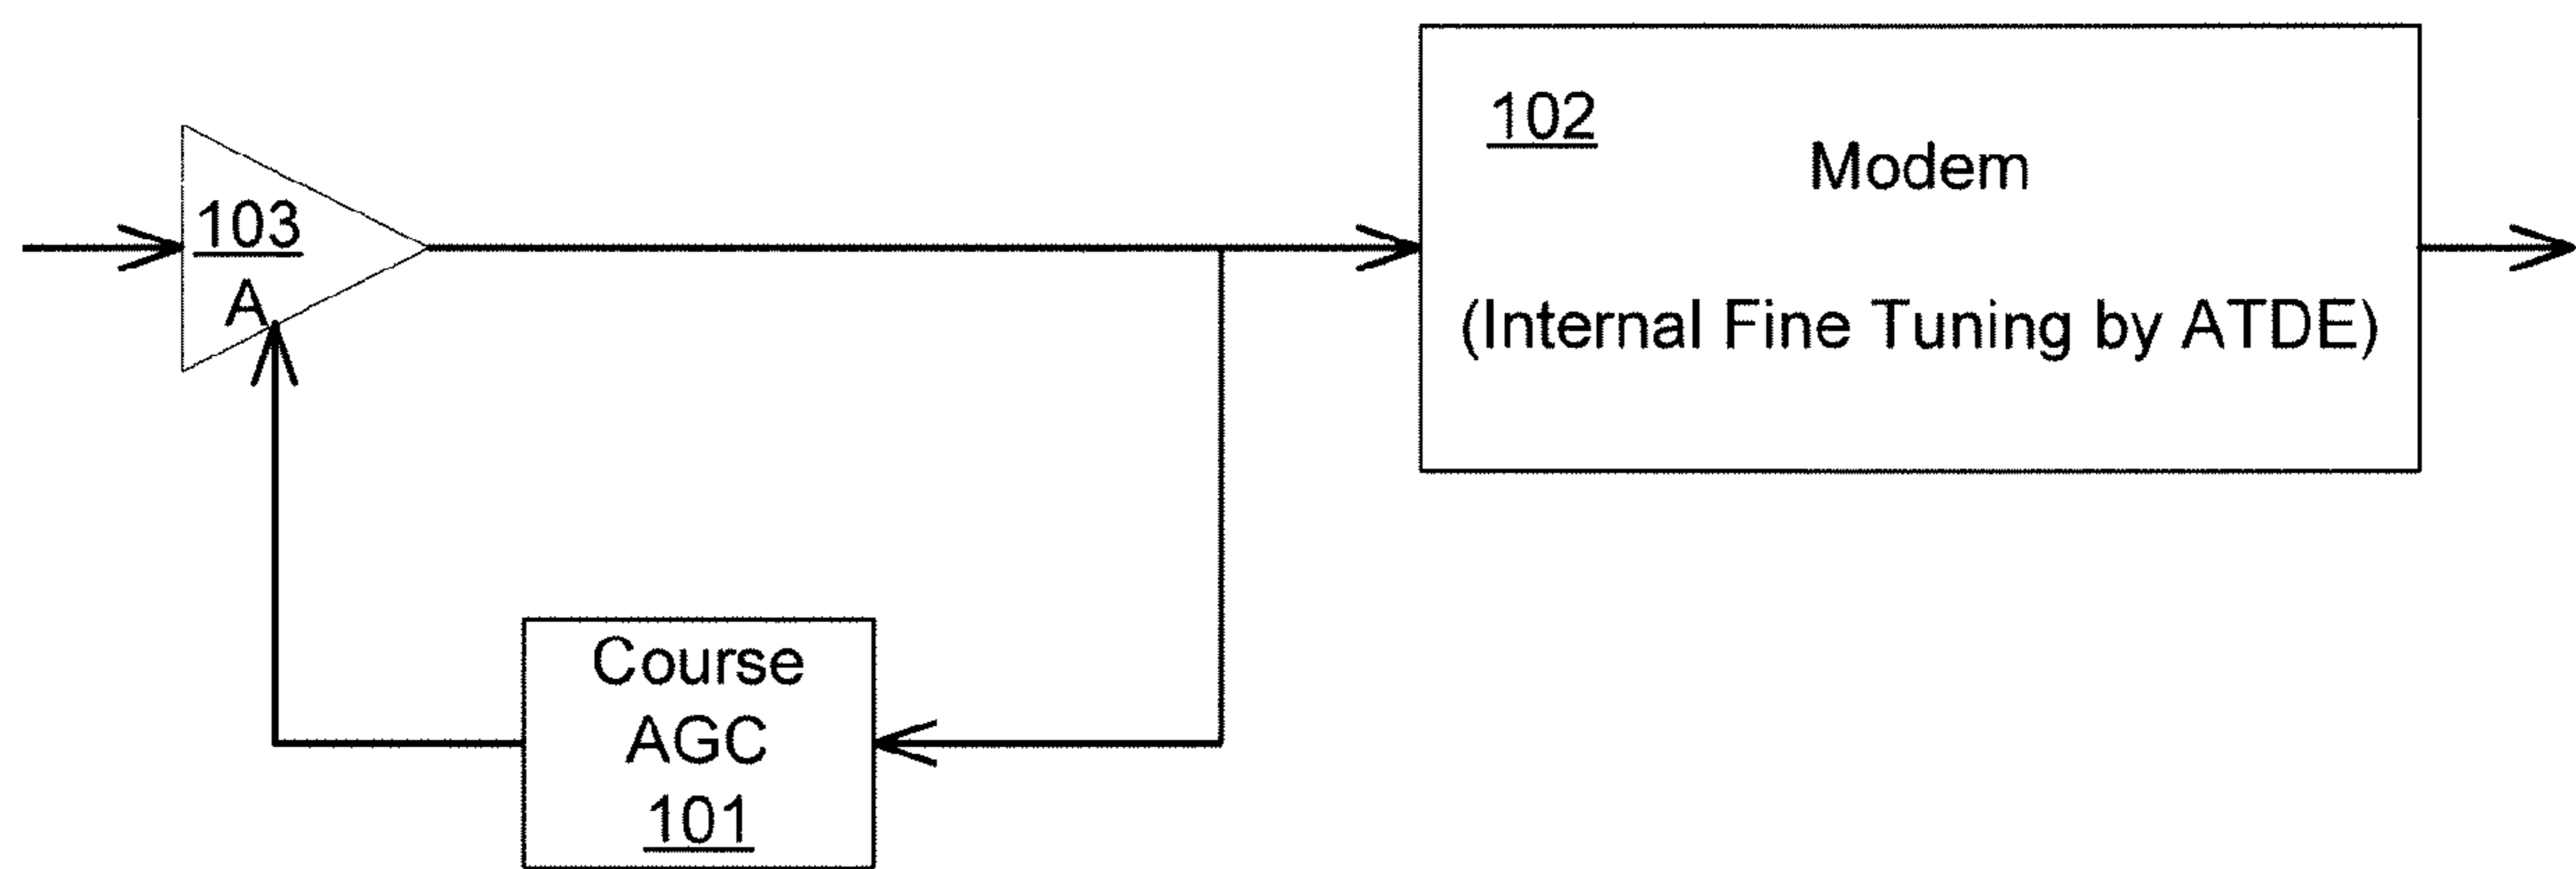 103
A
102
Modem
(Internal Fine Tuning by ATDE)
Course
AGC
101